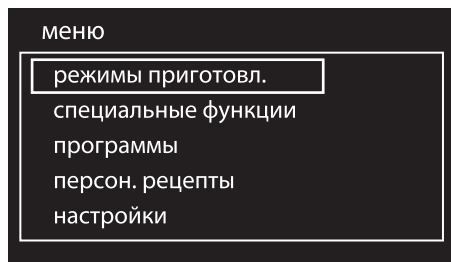 меню
режимы приготовл.
специальные функции
программы
персон. рецепты
настройки